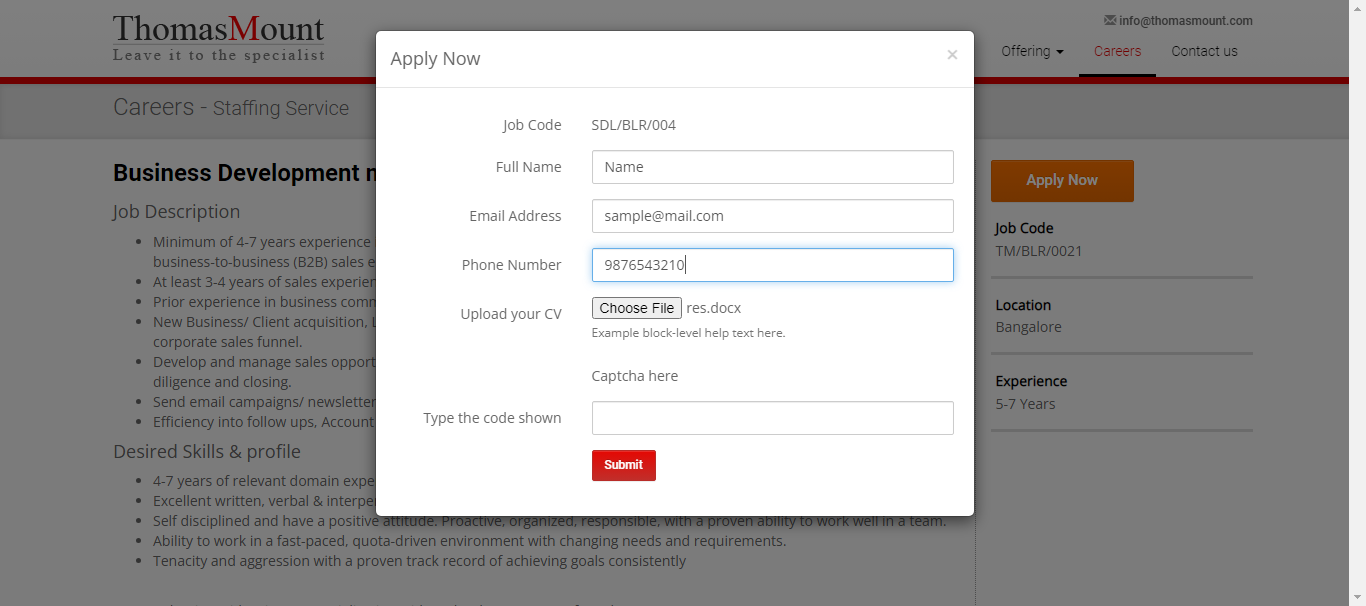 ThomasMount
Leave it to the specialist
info@thomasmount.com
Offering
Careers
Contact us
Careers - Staffing Service
Apply Now
×
Job Code SDL/BLR/004
Full Name Name
Email Address sample@mail.com
Phone Number 9876543210
Upload your CV Choose File res.docx
Example block-level help text here.
Captcha here
Type the code shown
Submit
Business Development
Job Description
Minimum of 4-7 years experience
business-to-business (B2B) sales
At least 3-4 years of sales
Prior experience in business
New Business/ Client acquisition,
corporate sales funnel.
Develop and manage sales
diligence and closing.
Send email campaigns/ newsletter
Efficiency into follow ups, Account
Desired Skills & profile
4-7 years of relevant domain
Excellent written, verbal &
Self disciplined and have a positive attitude. Proactive, organized, responsible, with a proven ability to work well in a team.
Ability to work in a fast-paced, quota-driven environment with changing needs and requirements.
Tenacity and aggression with a proven track record of achieving goals consistently
Apply Now
Job Code
TM/BLR/0021
Location
Bangalore
Experience
5-7 Years